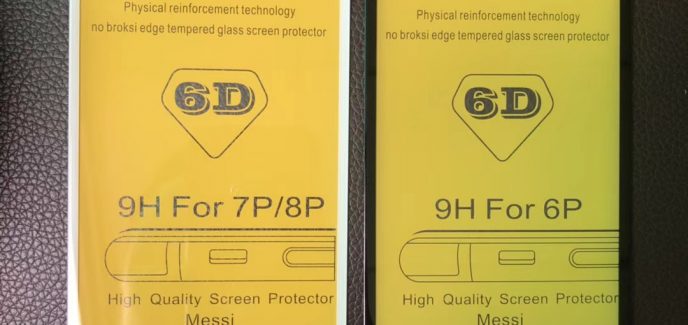 Physical reinforcement technology
no broksi edge tempered glass screen protector
6D
9H For 7P/8P
High Quality Screen Protector
Messi
Physical reinforcement technology
no broksi edge tempered glass screen protector
6D
9H For 6P
High Quality Screen Protector
Messi